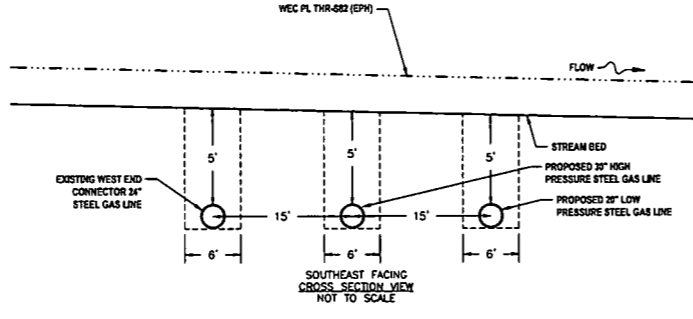 WEC PL THR-S82 (EPH)
FLOW
5'
5'
5'
STREAM BED
EXISTING WEST END
CONNECTOR 24"
STEEL GAS LINE
PROPOSED 30" HIGH
PRESSURE STEEL GAS LINE
PROPOSED 20" LOW
PRESSURE STEEL GAS LINE
15'
15'
6'
6'
6'
SOUTHEAST FACING
CROSS SECTION VIEW
NOT TO SCALE